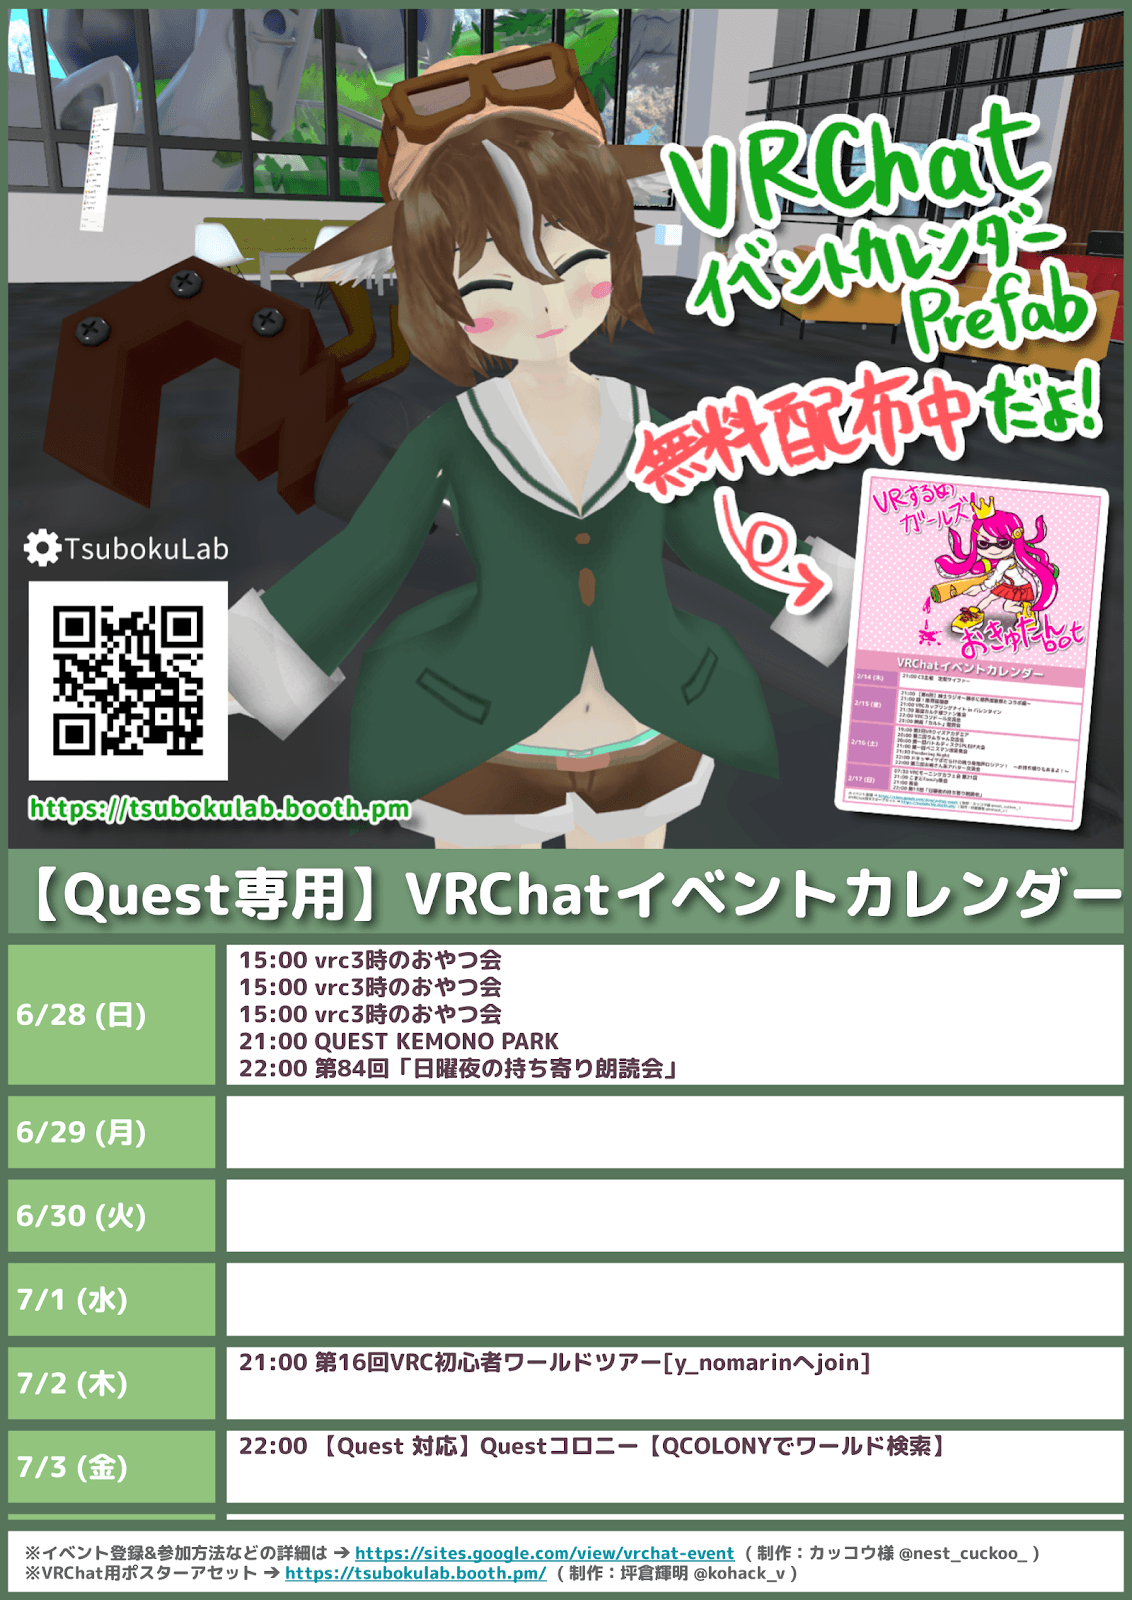 VRChat
イベントカレンダー
Prefab
無料配布中だよ!
VRするめ
ガールズ
おきゅたんbot
VRChatイベントカレンダー
2/14 (木)
2/15 (金)
2/16 (土)
2/17 (日)
TsubokuLab
https://tsubokulab.booth.pm
【Quest専用】VRChatイベントカレンダー
6/28 (日)
15:00 vrc3時のおやつ会
15:00 vrc3時のおやつ会
15:00 vrc3時のおやつ会
21:00 QUEST KEMONO PARK
22:00 第84回「日曜夜の持ち寄り朗読会」
6/29 (月)
6/30 (火)
7/1 (水)
7/2 (木)
21:00 第16回VRC初心者ワールドツアー[y_nomarinへjoin]
7/3 (金)
22:00 【Quest 対応】Questコロニー【QCOLONYでワールド検索】
※イベント登録&参加方法などの詳細は ➔ https://sites.google.com/view/vrchat-event ( 制作：カッコウ様 @nest_cuckoo_ )
※VRChat用ポスターアセット ➔ https://tsubokulab.booth.pm/ ( 制作：坪倉輝明 @kohack_v )